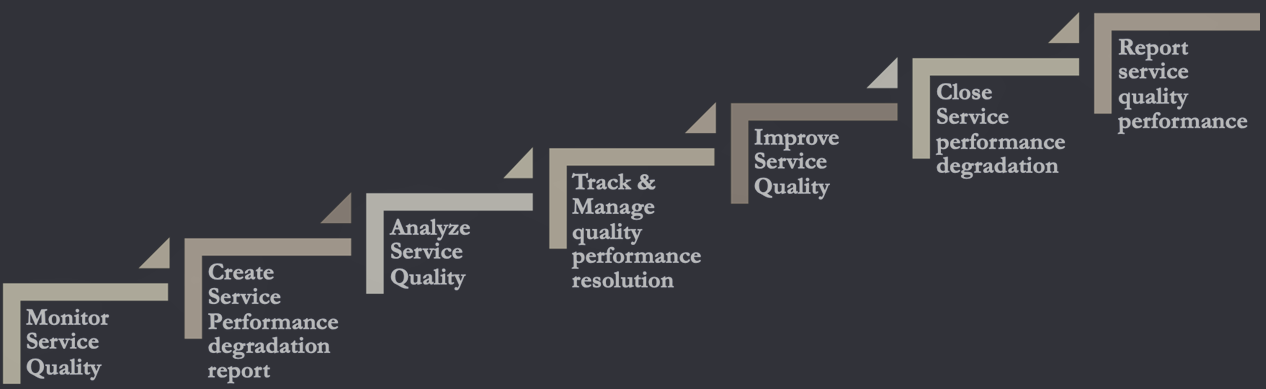 Monitor
Service
Quality
Create
Service
Performance
degradation
report
Analyze
Service
Quality
Track &
Manage
quality
performance
resolution
Improve
Service
Quality
Close
Service
performance
degradation
Report
service
quality
performance